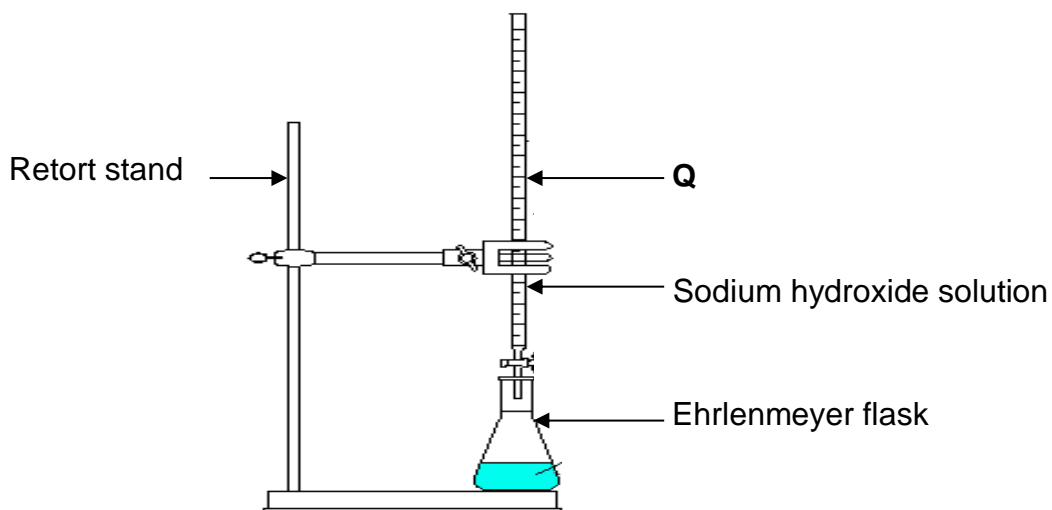 Retort stand
Q
Sodium hydroxide solution
Ehrlenmeyer flask